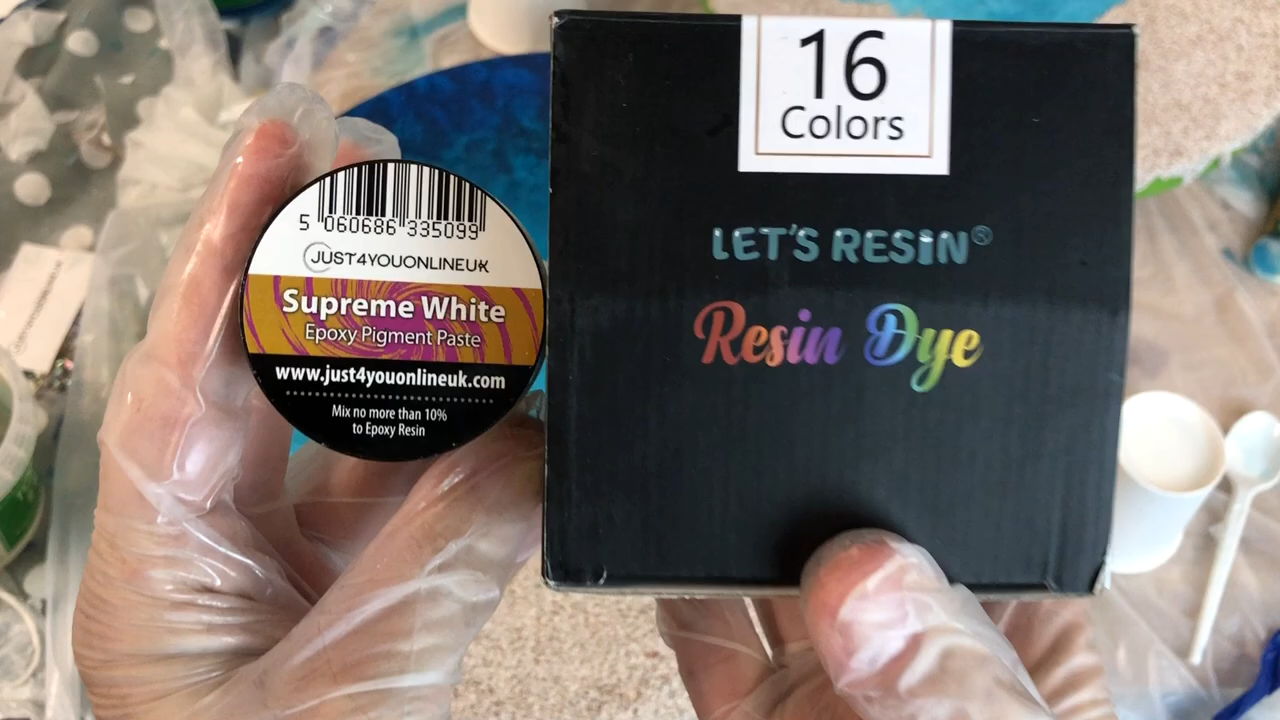 5 060686 335099
JUST4YOUONLINEUK
Supreme White
Epoxy Pigment Paste
www.just4youonlineuk.com
Mix no more than 10%
to Epoxy Resin
16
Colors
LET'S RESIN®
Resin Dye